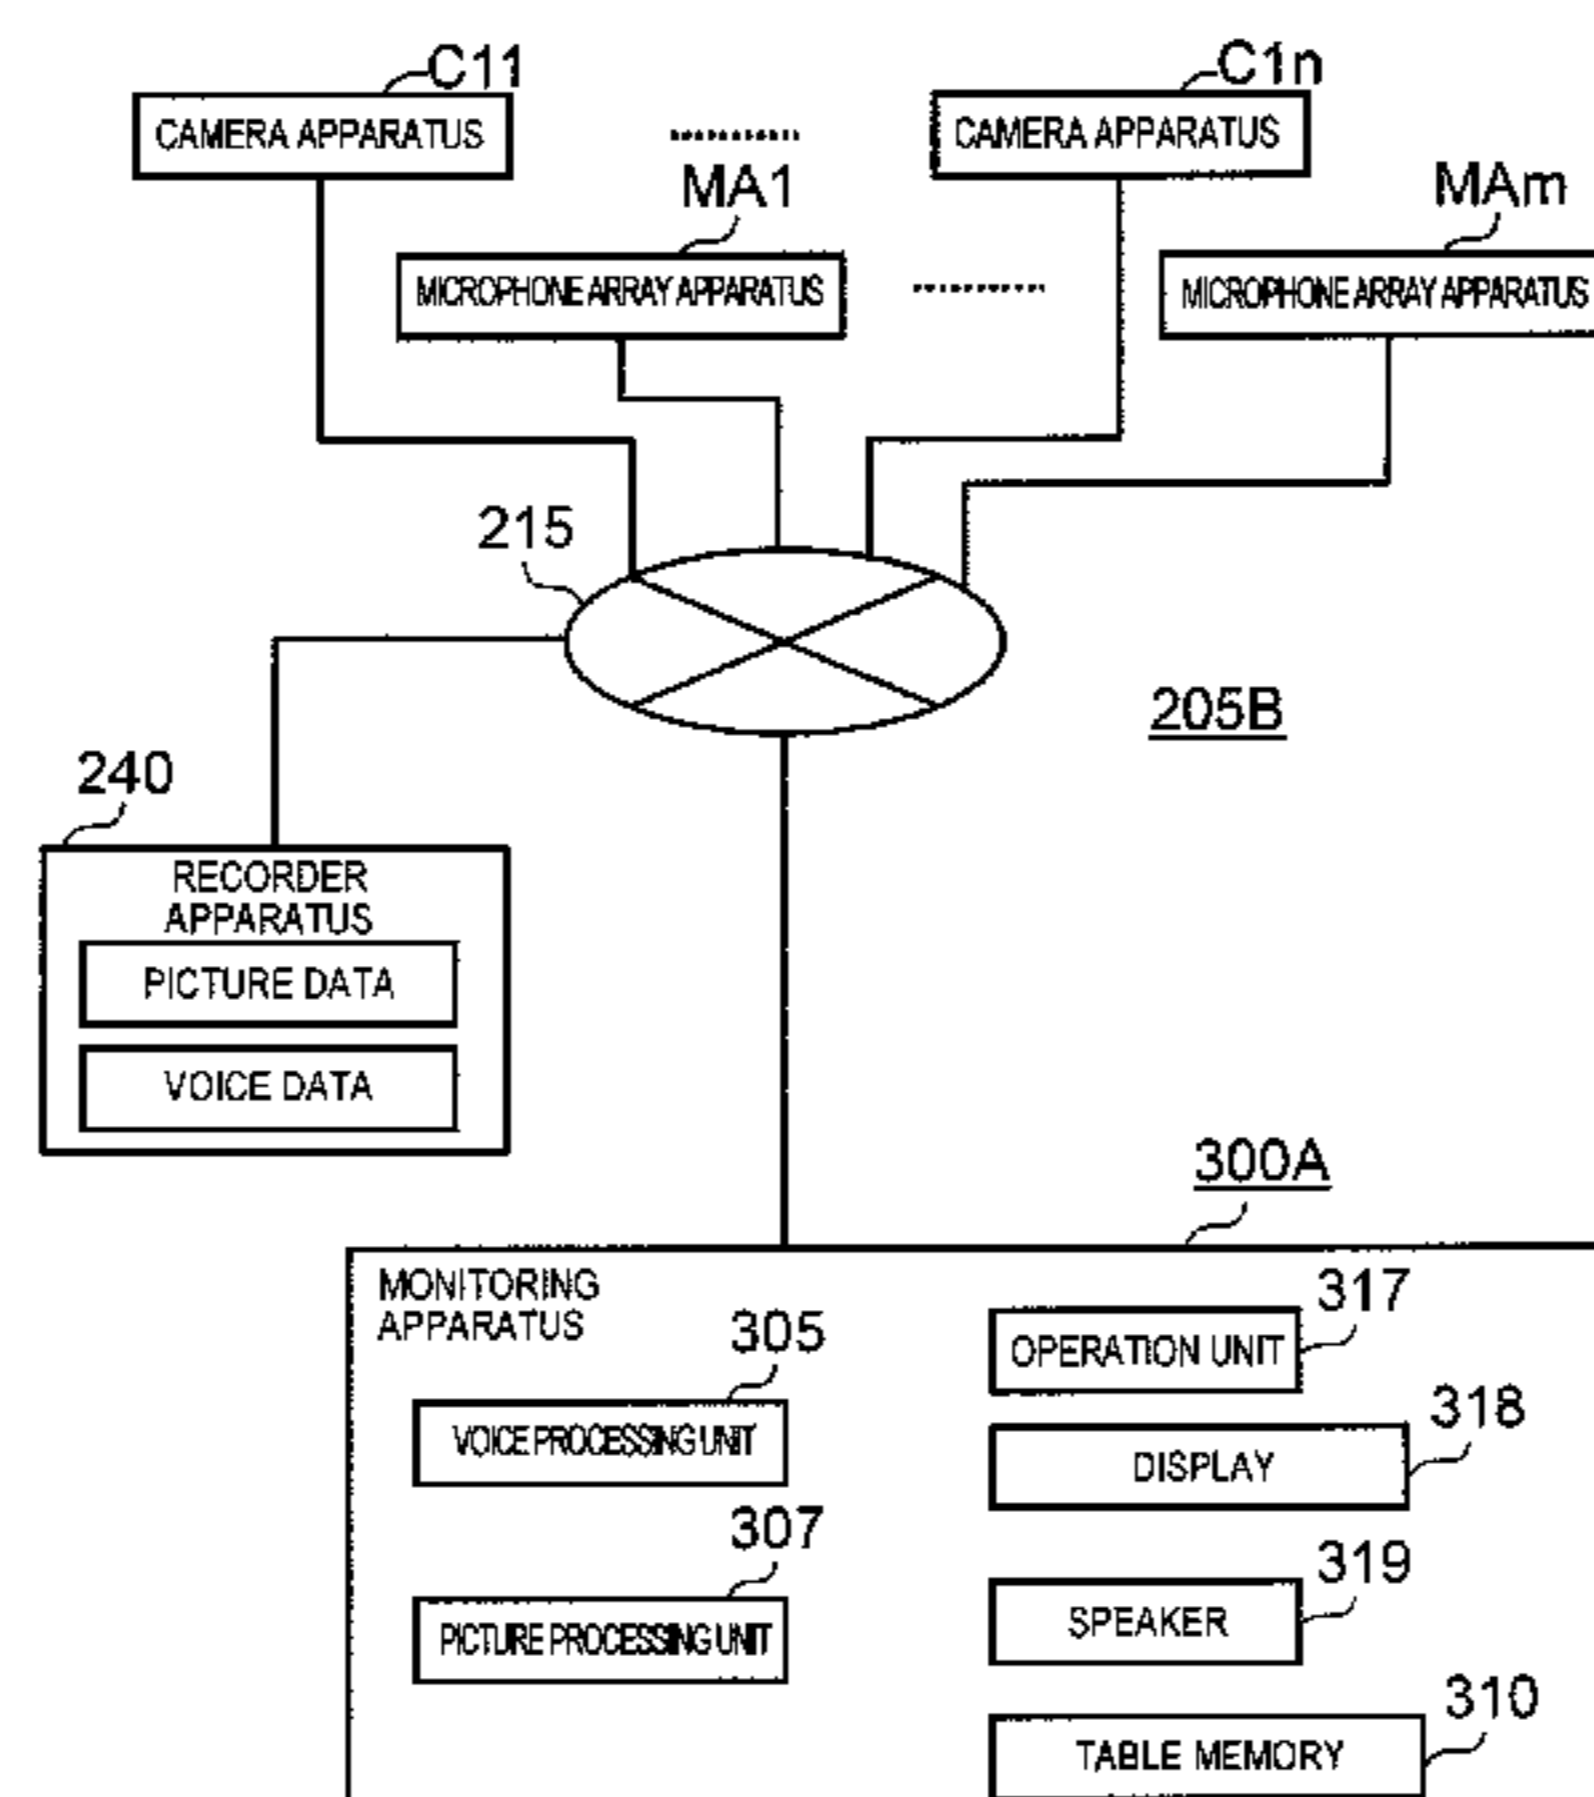 C11
C1n
CAMERA APPARATUS
CAMERA APPARATUS
MA1
MAm
MICROPHONE ARRAY APPARATUS
MICROPHONE ARRAY APPARATUS
215
205B
240
RECORDER
APPARATUS
PICTURE DATA
VOICE DATA
300A
MONITORING
APPARATUS
305
VOICE PROCESSING UNIT
307
PICTURE PROCESSING UNIT
317
OPERATION UNIT
318
DISPLAY
319
SPEAKER
310
TABLE MEMORY